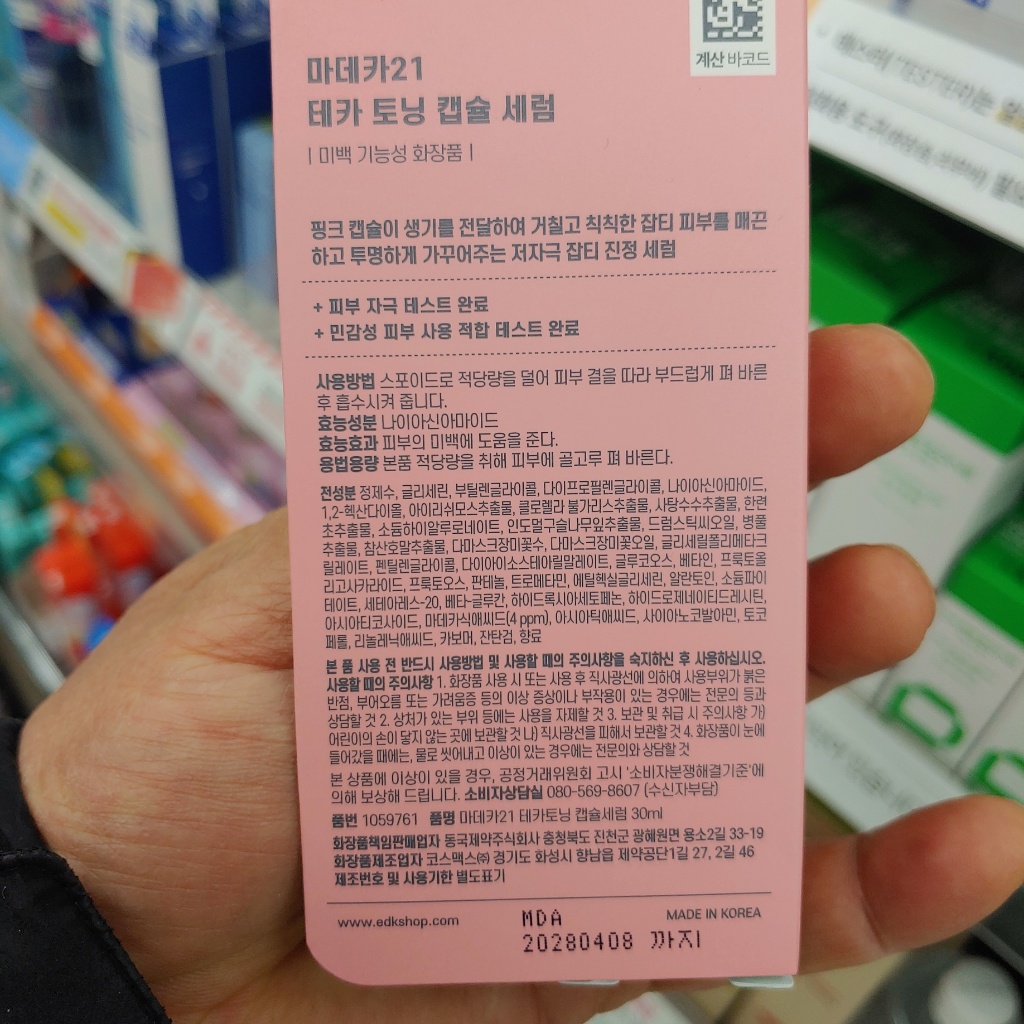 계산 바코드
마데카21
테카 토닝 캡슐 세럼
| 미백 기능성 화장품 |
핑크 캡슐이 생기를 전달하여 거칠고 칙칙한 잡티 피부를 매끈
하고 투명하게 가꾸어주는 저자극 잡티 진정 세럼
+ 피부 자극 테스트 완료
+ 민감성 피부 사용 적합 테스트 완료
사용방법 스포이드로 적당량을 덜어 피부 결을 따라 부드럽게 펴 바른
후 흡수시켜 줍니다.
효능성분 나이아신아마이드
효능효과 피부의 미백에 도움을 준다.
용법용량 본품 적당량을 취해 피부에 골고루 펴 바른다.
전성분 정제수, 글리세린, 부틸렌글라이콜, 다이프로필렌글라이콜, 나이아신아마이드,
1,2-헥산다이올, 아이리쉬모스추출물, 클로렐라 불가리스추출물, 사탕수수추출물, 한련
초추출물, 소듐하이알루로네이트, 인도멀구슬나무잎추출물, 드럼스틱씨오일, 병풀
추출물, 참산호말추출물, 다마스크장미꽃수, 다마스크장미꽃오일, 글리세릴폴리메타크
릴레이트, 펜틸렌글라이콜, 다이아이소스테아릴말레이트, 글루코오스, 베타인, 프룩토올
리고사카라이드, 프룩토오스, 판테놀, 트로메타민, 에틸헥실글리세린, 알란토인, 소듐파이
테이트, 세테아레스-20, 베타-글루칸, 하이드록시아세토페논, 하이드로제네이티드레시틴,
아시아티코사이드, 마데카식애씨드(4 ppm), 아시아틱애씨드, 사이아노코발아민, 토코
페롤, 리놀레닉애씨드, 카보머, 잔탄검, 향료
본 품 사용 전 반드시 사용방법 및 사용할 때의 주의사항을 숙지하신 후 사용하십시오.
사용할 때의 주의사항 1. 화장품 사용 시 또는 사용 후 직사광선에 의하여 사용부위가 붉은
반점, 부어오름 또는 가려움증 등의 이상 증상이나 부작용이 있는 경우에는 전문의 등과
상담할 것 2. 상처가 있는 부위 등에는 사용을 자제할 것 3. 보관 및 취급 시 주의사항 가)
어린이의 손이 닿지 않는 곳에 보관할 것 나) 직사광선을 피해서 보관할 것 4. 화장품이 눈에
들어갔을 때에는, 물로 씻어내고 이상이 있는 경우에는 전문의와 상담할 것
본 상품에 이상이 있을 경우, 공정거래위원회 고시 '소비자분쟁해결기준'에
의해 보상해 드립니다. 소비자상담실 080-569-8607 (수신자부담)
품번 1059761 품명 마데카21 테카토닝 캡슐세럼 30ml
화장품책임판매업자 동국제약주식회사 충청북도 진천군 광혜원면 용소2길 33-19
화장품제조업자 코스맥스㈜ 경기도 화성시 향남읍 제약공단1길 27, 2길 46
제조번호 및 사용기한 별도표기
www.edkshop.com
MADE IN KOREA
MDA
20280408 까지